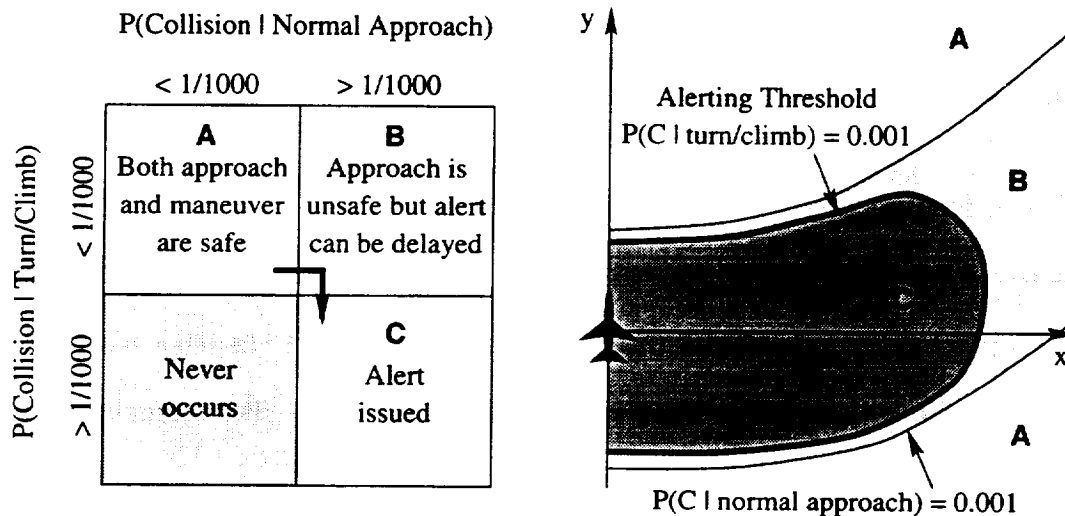 P(Collision | Normal Approach)
< 1/1000
> 1/1000
P(Collision | Turn/Climb)
< 1/1000
> 1/1000
A
Both approach
and maneuver
are safe
B
Approach is
unsafe but alert
can be delayed
Never
occurs
C
Alert
issued
y
A
Alerting Threshold
P(C | turn/climb) = 0.001
B
x
A
P(C | normal approach) = 0.001